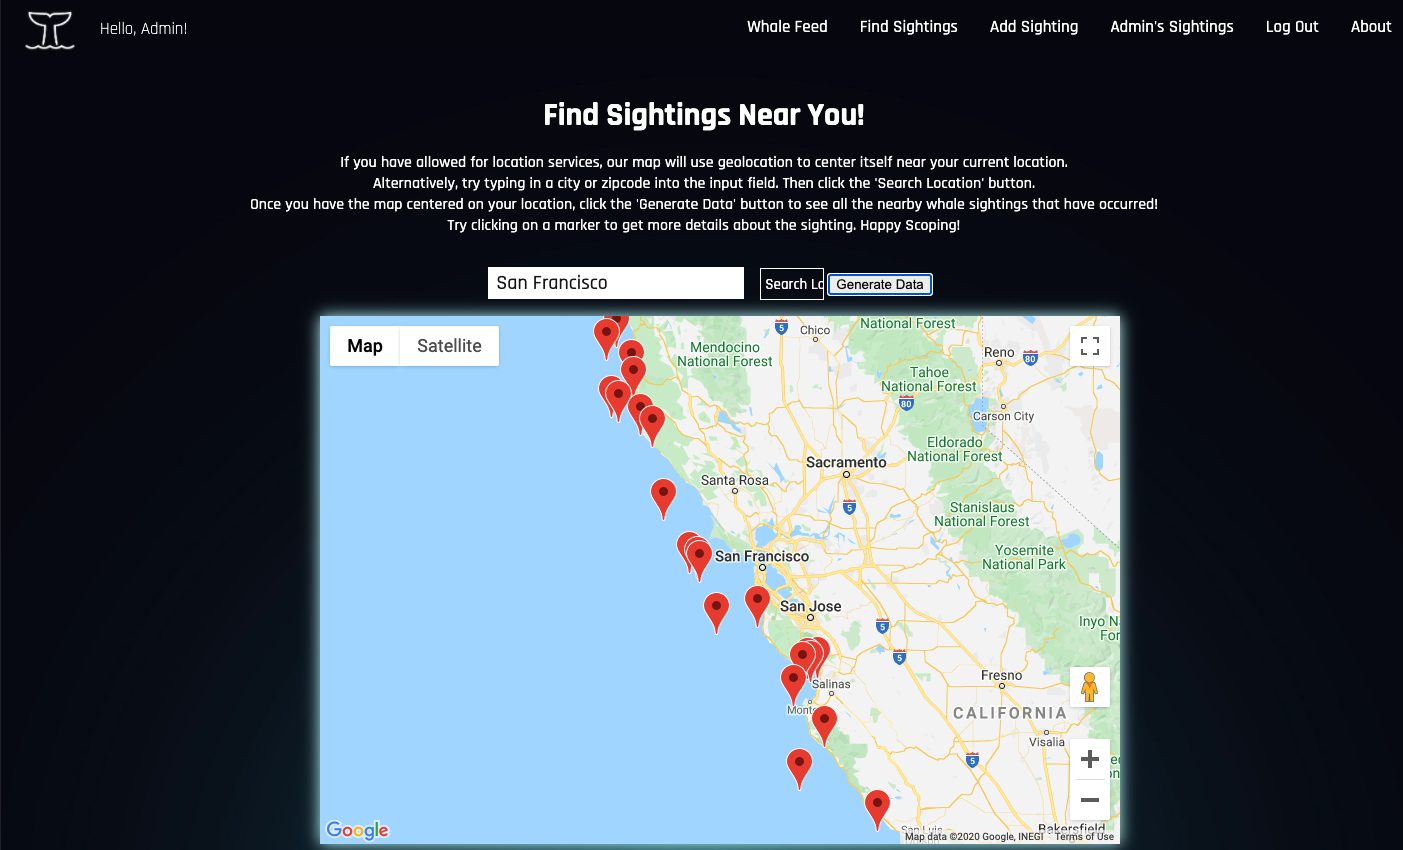 Hello, Admin!
Whale Feed Find Sightings Add Sighting Admin's Sightings Log Out About
Find Sightings Near You!
If you have allowed for location services, our map will use geolocation to center itself near your current location.
Alternatively, try typing in a city or zipcode into the input field. Then click the 'Search Location' button.
Once you have the map centered on your location, click the 'Generate Data' button to see all the nearby whale sightings that have occurred!
Try clicking on a marker to get more details about the sighting. Happy Scoping!
San Francisco
Search Lo
Generate Data
Map Satellite
National Forest
5
Chico
Mendocino
National Forest
Reno
80
Tahoe
National Forest
80
Carson City
Eldorado
National Forest
Sacramento
Santa Rosa
5
Stanislaus
National Forest
San Francisco
Yosemite
National Park
San Jose
5
Inyo N
For
5
Salinas
Fresno
Mont
CALIFORNIA
Visalia
5
San Luis
Bakersfield
Google
Map data ©2020 Google, INEGI Terms of Use